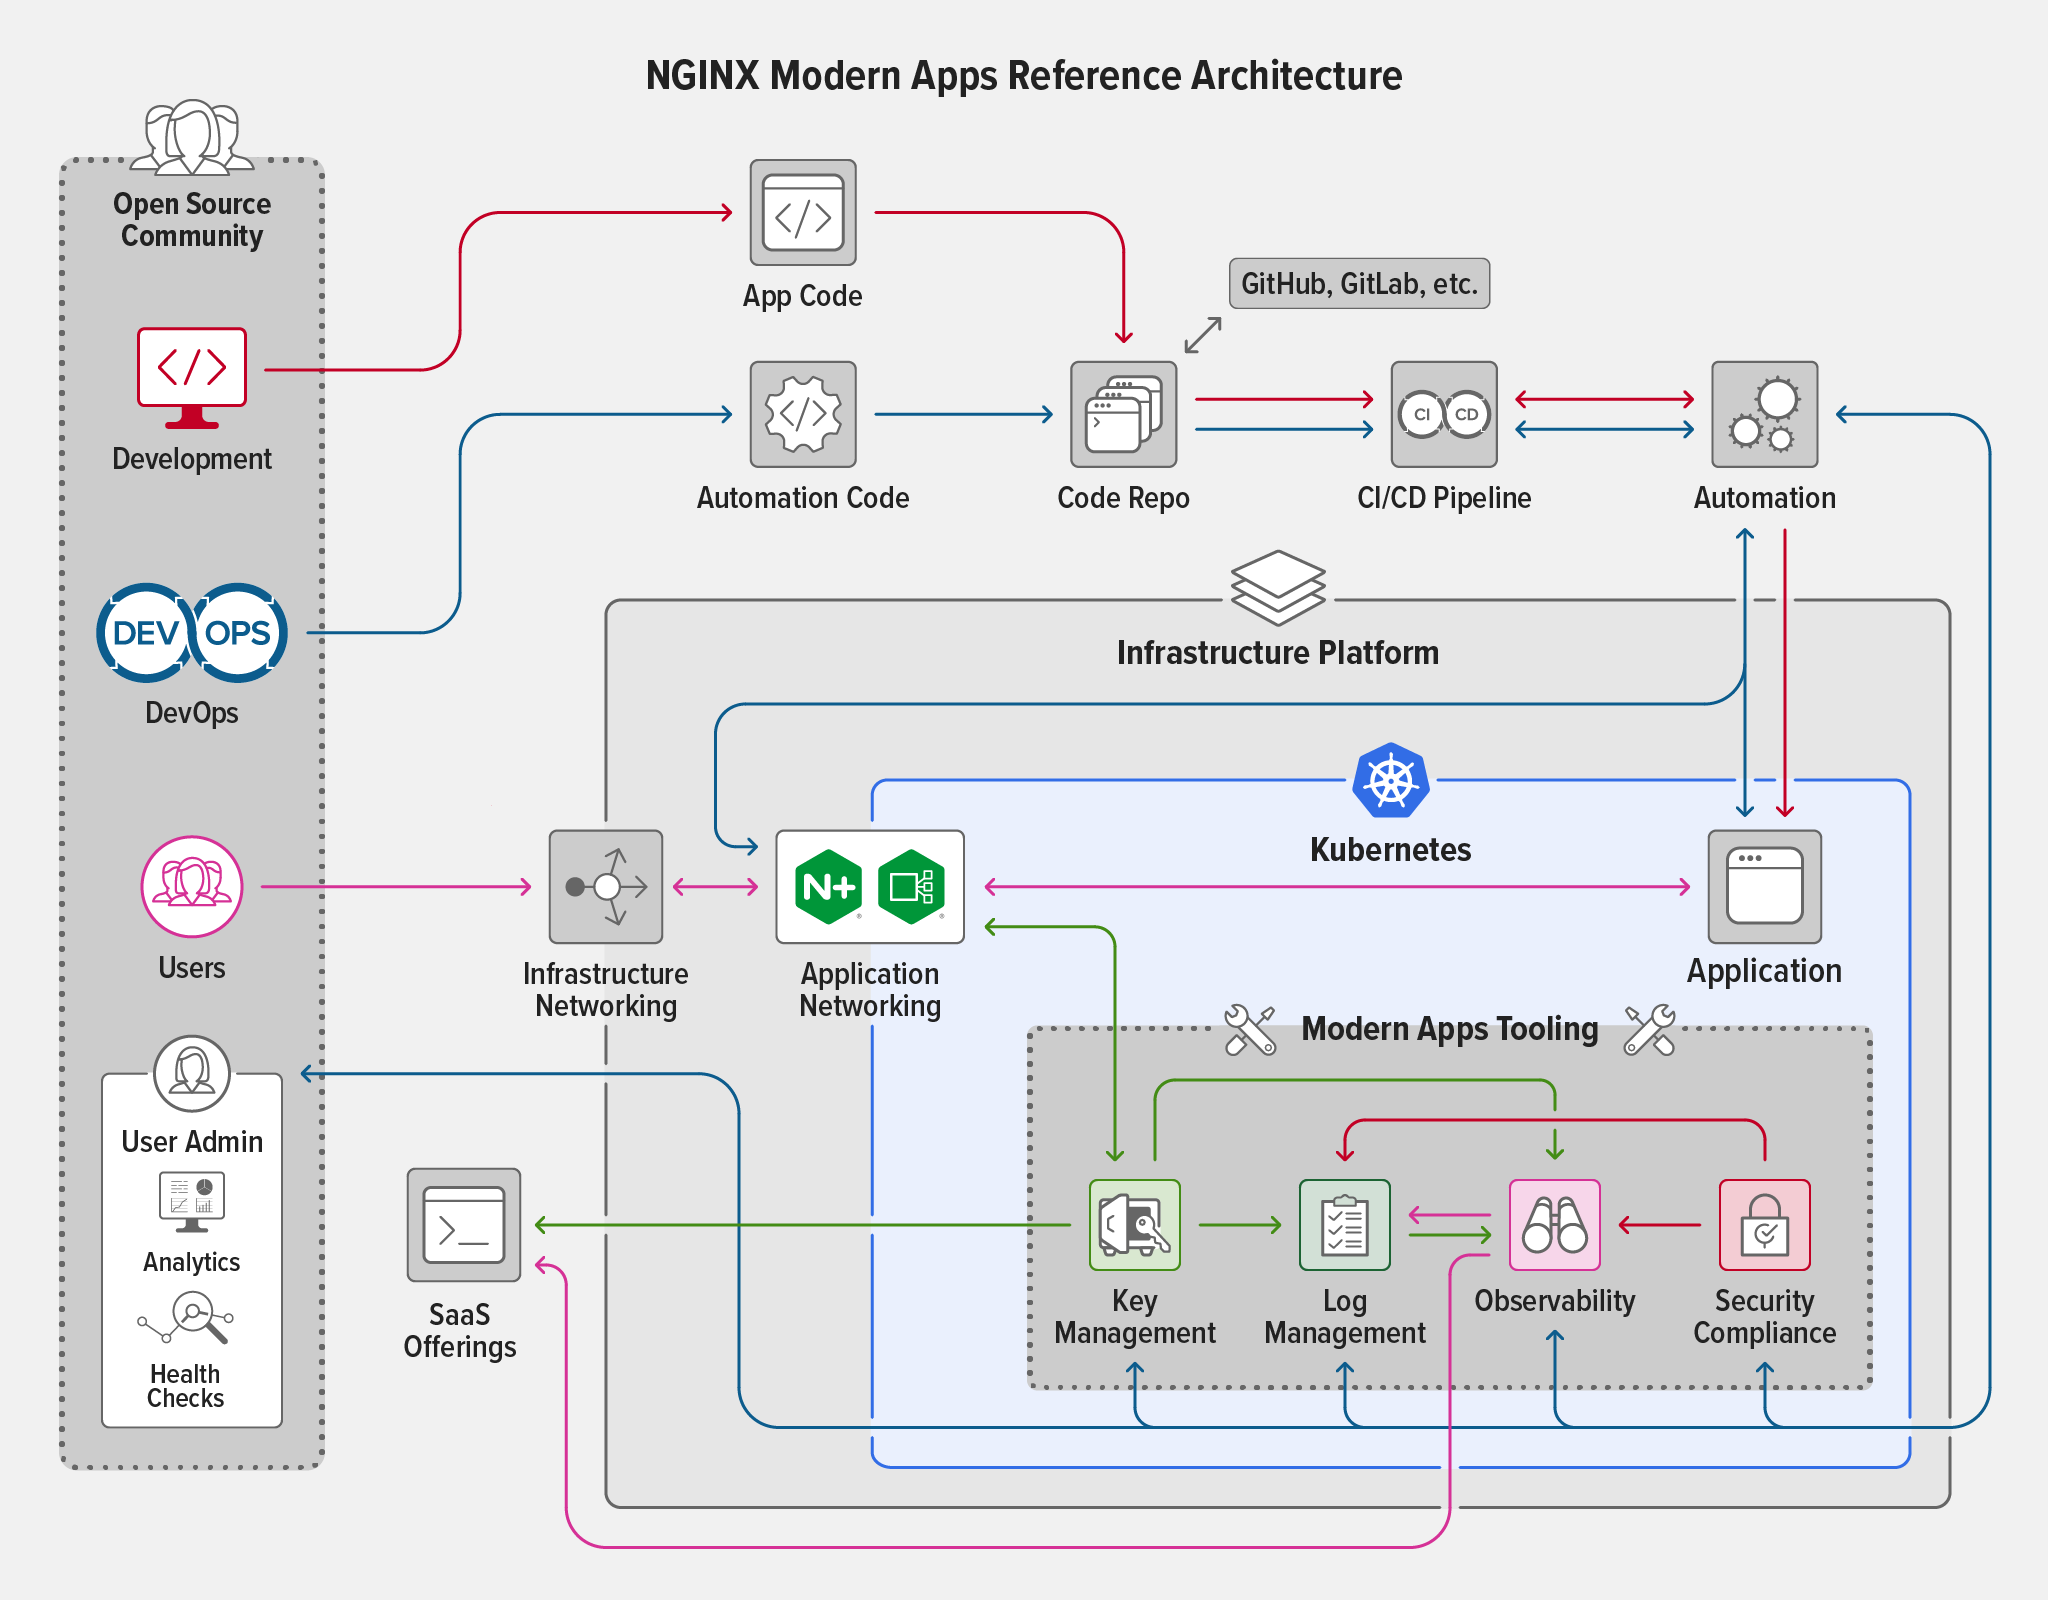 NGINX Modern Apps Reference Architecture
Open Source
Community
Development
DEV OPS
DevOps
Users
User Admin
Analytics
Health
Checks
App Code
GitHub, GitLab, etc.
Automation Code
Code Repo
CI CD
CI/CD Pipeline
Automation
Infrastructure Platform
Kubernetes
Infrastructure
Networking
N+
® ®
Application
Networking
Application
Modern Apps Tooling
SaaS
Offerings
Key
Management
Log
Management
Observability
Security
Compliance